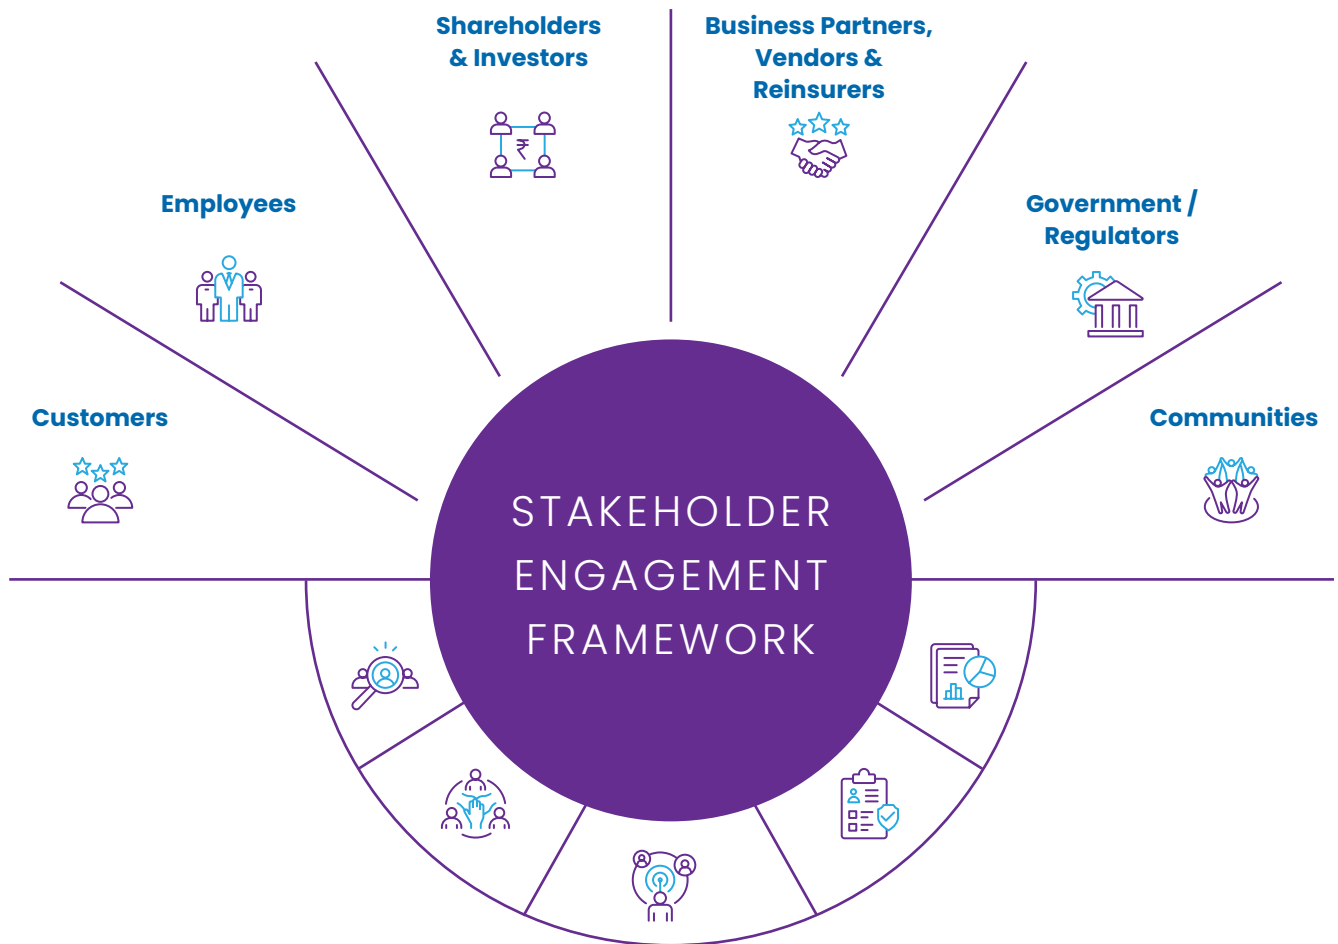 Shareholders
& Investors
Business Partners,
Vendors &
Reinsurers
Employees
Government /
Regulators
Customers
Communities
₹
STAKEHOLDER
ENGAGEMENT
FRAMEWORK